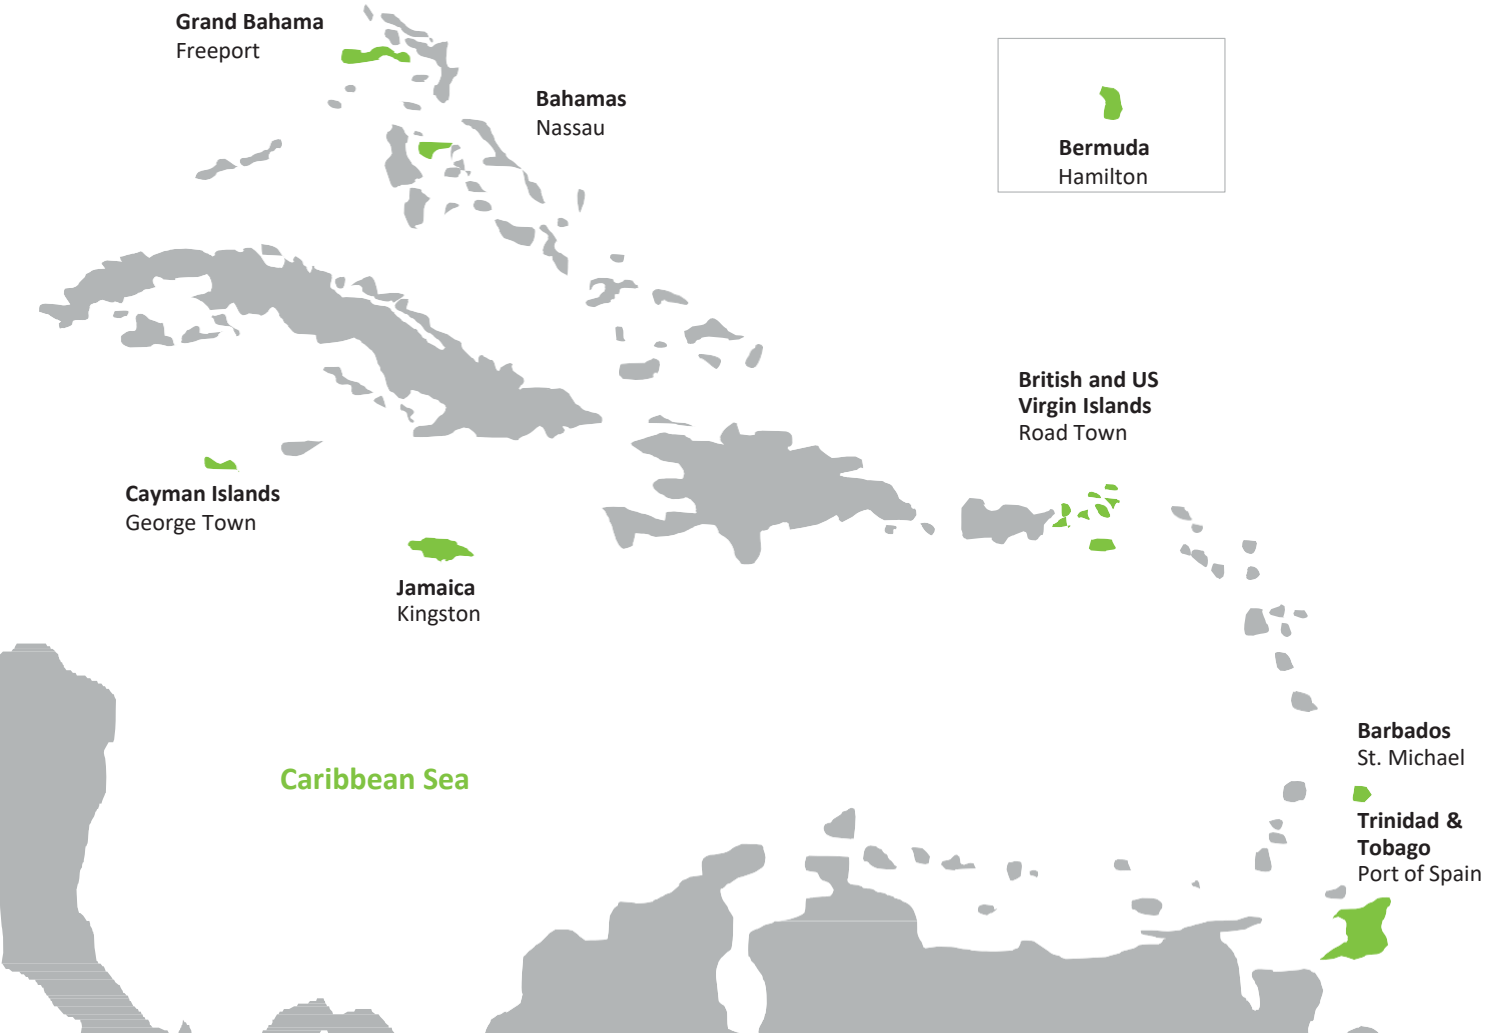 Grand Bahama
Freeport
Bahamas
Nassau
Bermuda
Hamilton
British and US
Virgin Islands
Road Town
Cayman Islands
George Town
Jamaica
Kingston
Caribbean Sea
Barbados
St. Michael
Trinidad &
Tobago
Port of Spain